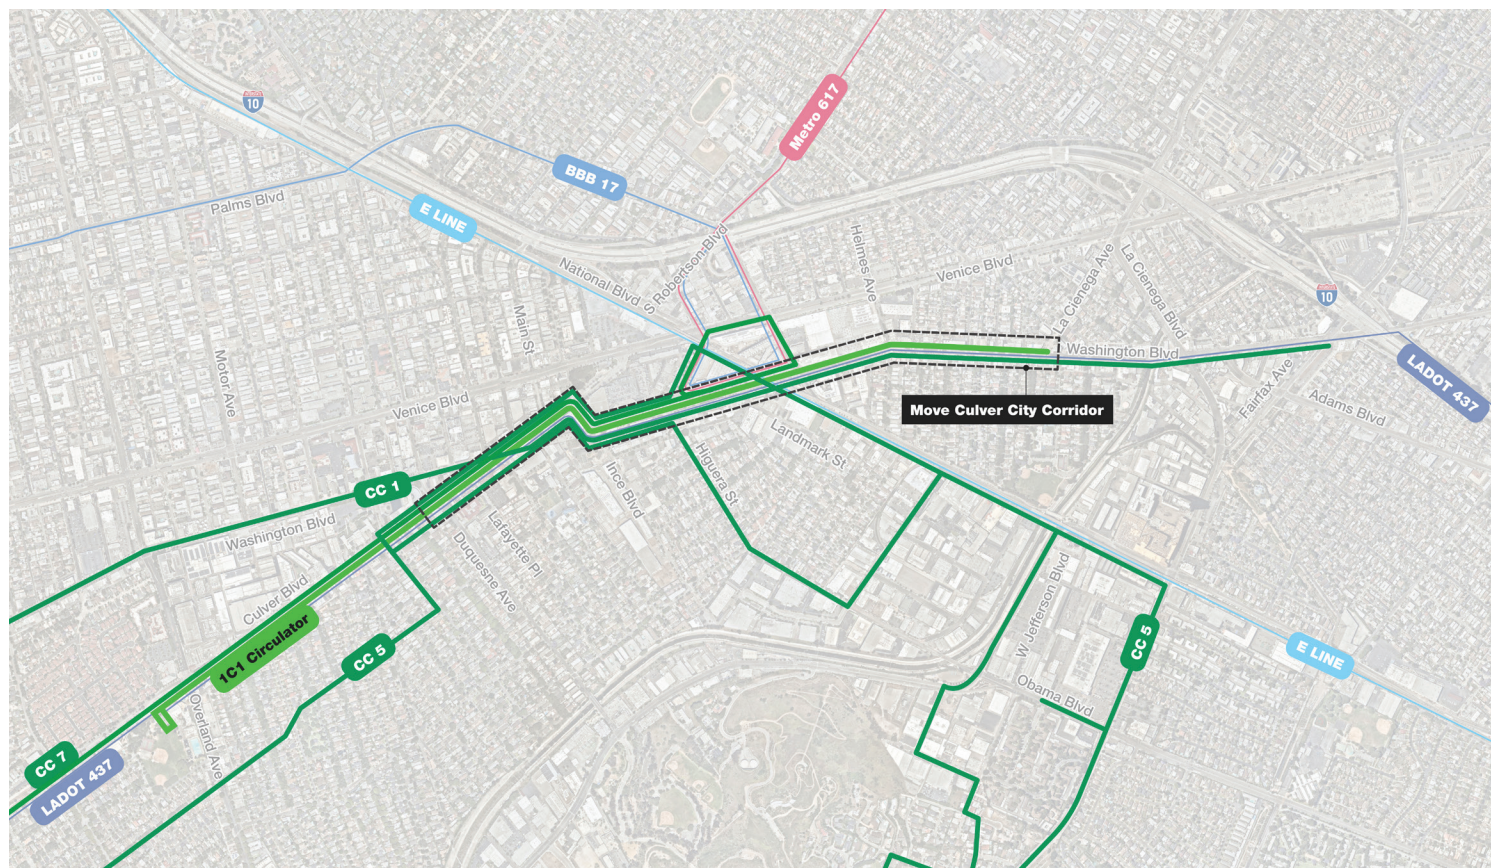 10
Metro 617
BBB 17
Palms Blvd
E LINE
S Robertson Blvd
National Blvd
Helmes Ave
Venice Blvd
La Cienega Ave
La Cienega Blvd
10
Main St
Motor Ave
Washington Blvd
LADOT 437
Fairfax Ave
Adams Blvd
Venice Blvd
Move Culver City Corridor
Landmark St
Higuera St
Ince Blvd
CC 1
Washington Blvd
Lafayette Pl
Duquesne Ave
Culver Blvd
1C1 Circulator
CC 5
W Jefferson Blvd
CC 5
E LINE
Obama Blvd
Overland Ave
CC 7
LADOT 437